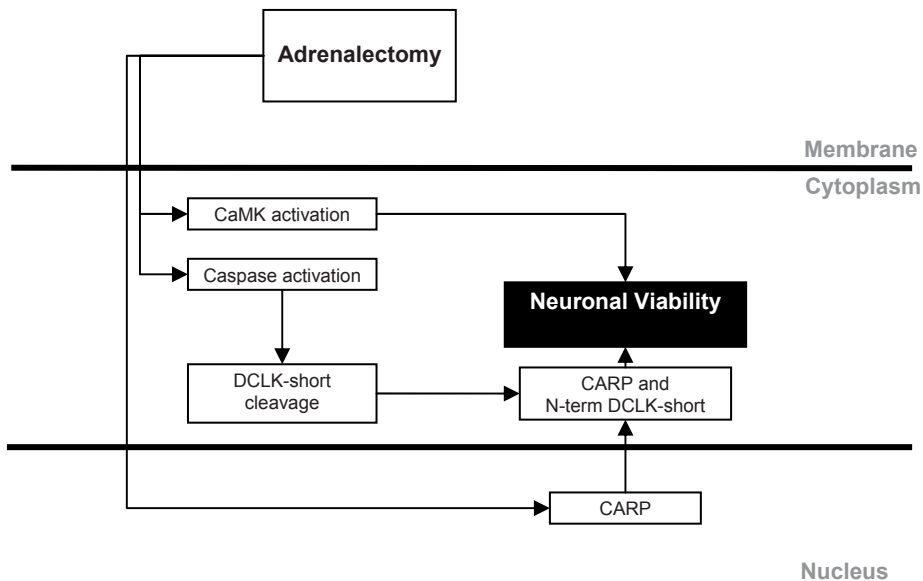 Adrenalectomy
Membrane
Cytoplasm
CaMK activation
Caspase activation
Neuronal Viability
DCLK-short
cleavage
CARP and
N-term DCLK-short
CARP
Nucleus